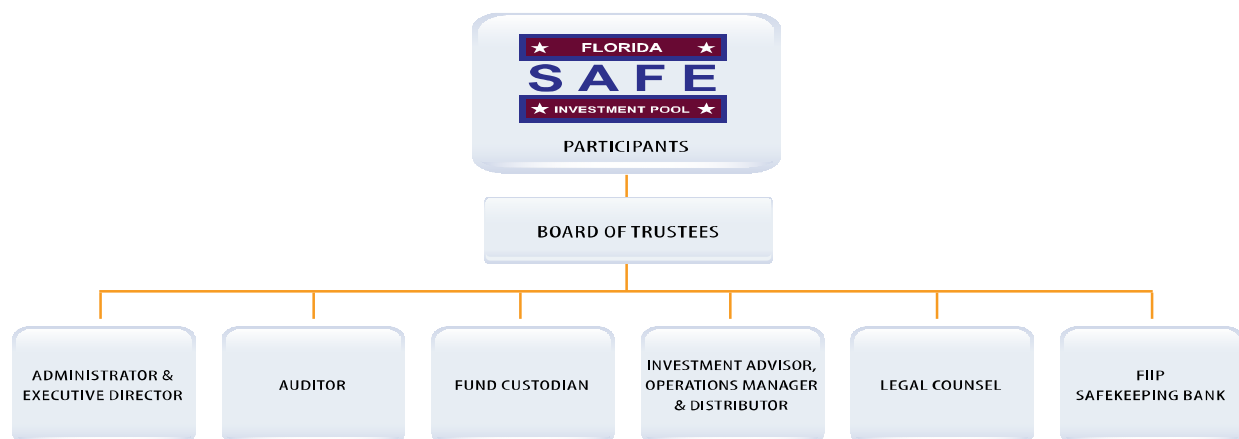 FLORIDA
SAFE
INVESTMENT POOL
PARTICIPANTS
BOARD OF TRUSTEES
ADMINISTRATOR &
EXECUTIVE DIRECTOR
AUDITOR
FUND CUSTODIAN
INVESTMENT ADVISOR,
OPERATIONS MANAGER
& DISTRIBUTOR
LEGAL COUNSEL
FIIP
SAFEKEEPING BANK